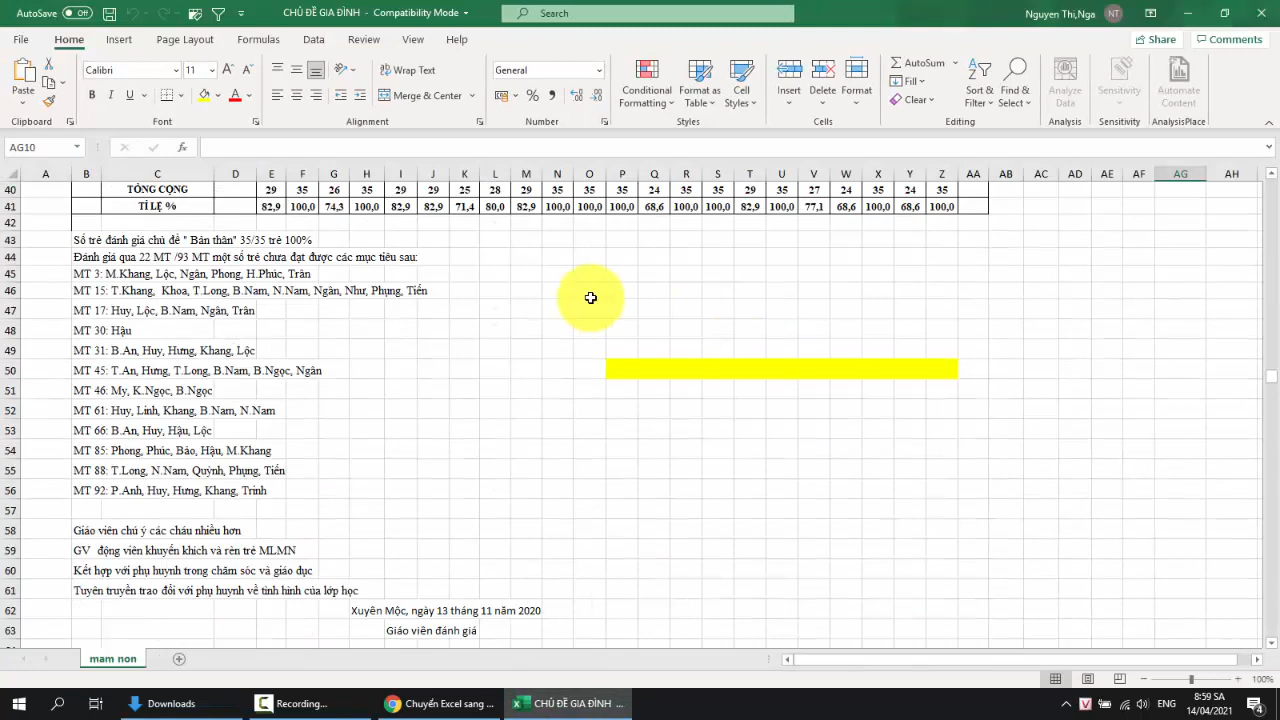 AutoSave Off CHỦ ĐỀ GIA ĐÌNH - Compatibility Mode Search Nguyen Thi,Nga NT
File Home Insert Page Layout Formulas Data Review View Help Share Comments
Paste Calibri 11 A A Wrap Text General Conditional Formatting Format as Table Cell Styles Insert Delete Format AutoSum Fill Clear Sort & Filter Find & Select Analyze Data Sensitivity Automate Content
B I U A Merge & Center % 9
Clipboard Font Alignment Number Styles Cells Editing Analysis Sensitivity AnalysisPlace
AG10 fx
A B C D E F G H I J K L M N O P Q R S T U V W X Y Z AA AB AC AD AE AF AG AH
40 TỔNG CỘNG 29 35 26 35 29 29 25 28 29 35 35 35 24 35 35 29 35 27 24 35 24 35
41 TỈ LỆ % 82,9 100,0 74,3 100,0 82,9 82,9 71,4 80,0 82,9 100,0 100,0 100,0 68,6 100,0 100,0 82,9 100,0 77,1 68,6 100,0 68,6 100,0
42
43 Số trẻ đánh giá chủ đề " Bản thân" 35/35 trẻ 100%
44 Đánh giá qua 22 MT /93 MT một số trẻ chưa đạt được các mục tiêu sau:
45 MT 3: M.Khang, Lộc, Ngân, Phong, H.Phúc, Trân
46 MT 15: T.Khang, Khoa, T.Long, B.Nam, N.Nam, Ngân, Như, Phụng, Tiến
47 MT 17: Huy, Lộc, B.Nam, Ngân, Trân
48 MT 30: Hậu
49 MT 31: B.An, Huy, Hưng, Khang, Lộc
50 MT 45: T.An, Hưng, T.Long, B.Nam, B.Ngọc, Ngân
51 MT 46: My, K.Ngọc, B.Ngọc
52 MT 61: Huy, Linh, Khang, B.Nam, N.Nam
53 MT 66: B.An, Huy, Hậu, Lộc
54 MT 85: Phong, Phúc, Bảo, Hậu, M.Khang
55 MT 88: T.Long, N.Nam, Quỳnh, Phụng, Tiến
56 MT 92: P.Anh, Huy, Hưng, Khang, Trinh
57
58 Giáo viên chú ý các cháu nhiều hơn
59 GV động viên khuyến khích và rèn trẻ MLMN
60 Kết hợp với phụ huynh trong chăm sóc và giáo dục
61 Tuyên truyền trao đổi với phụ huynh về tình hình của lớp học
62 Xuyên Mộc, ngày 13 tháng 11 năm 2020
63 Giáo viên đánh giá
mam non
100%
Downloads Recording... Chuyển Excel sang ... CHỦ ĐỀ GIA ĐÌNH ... V 8:59 SA
14/04/2021 4